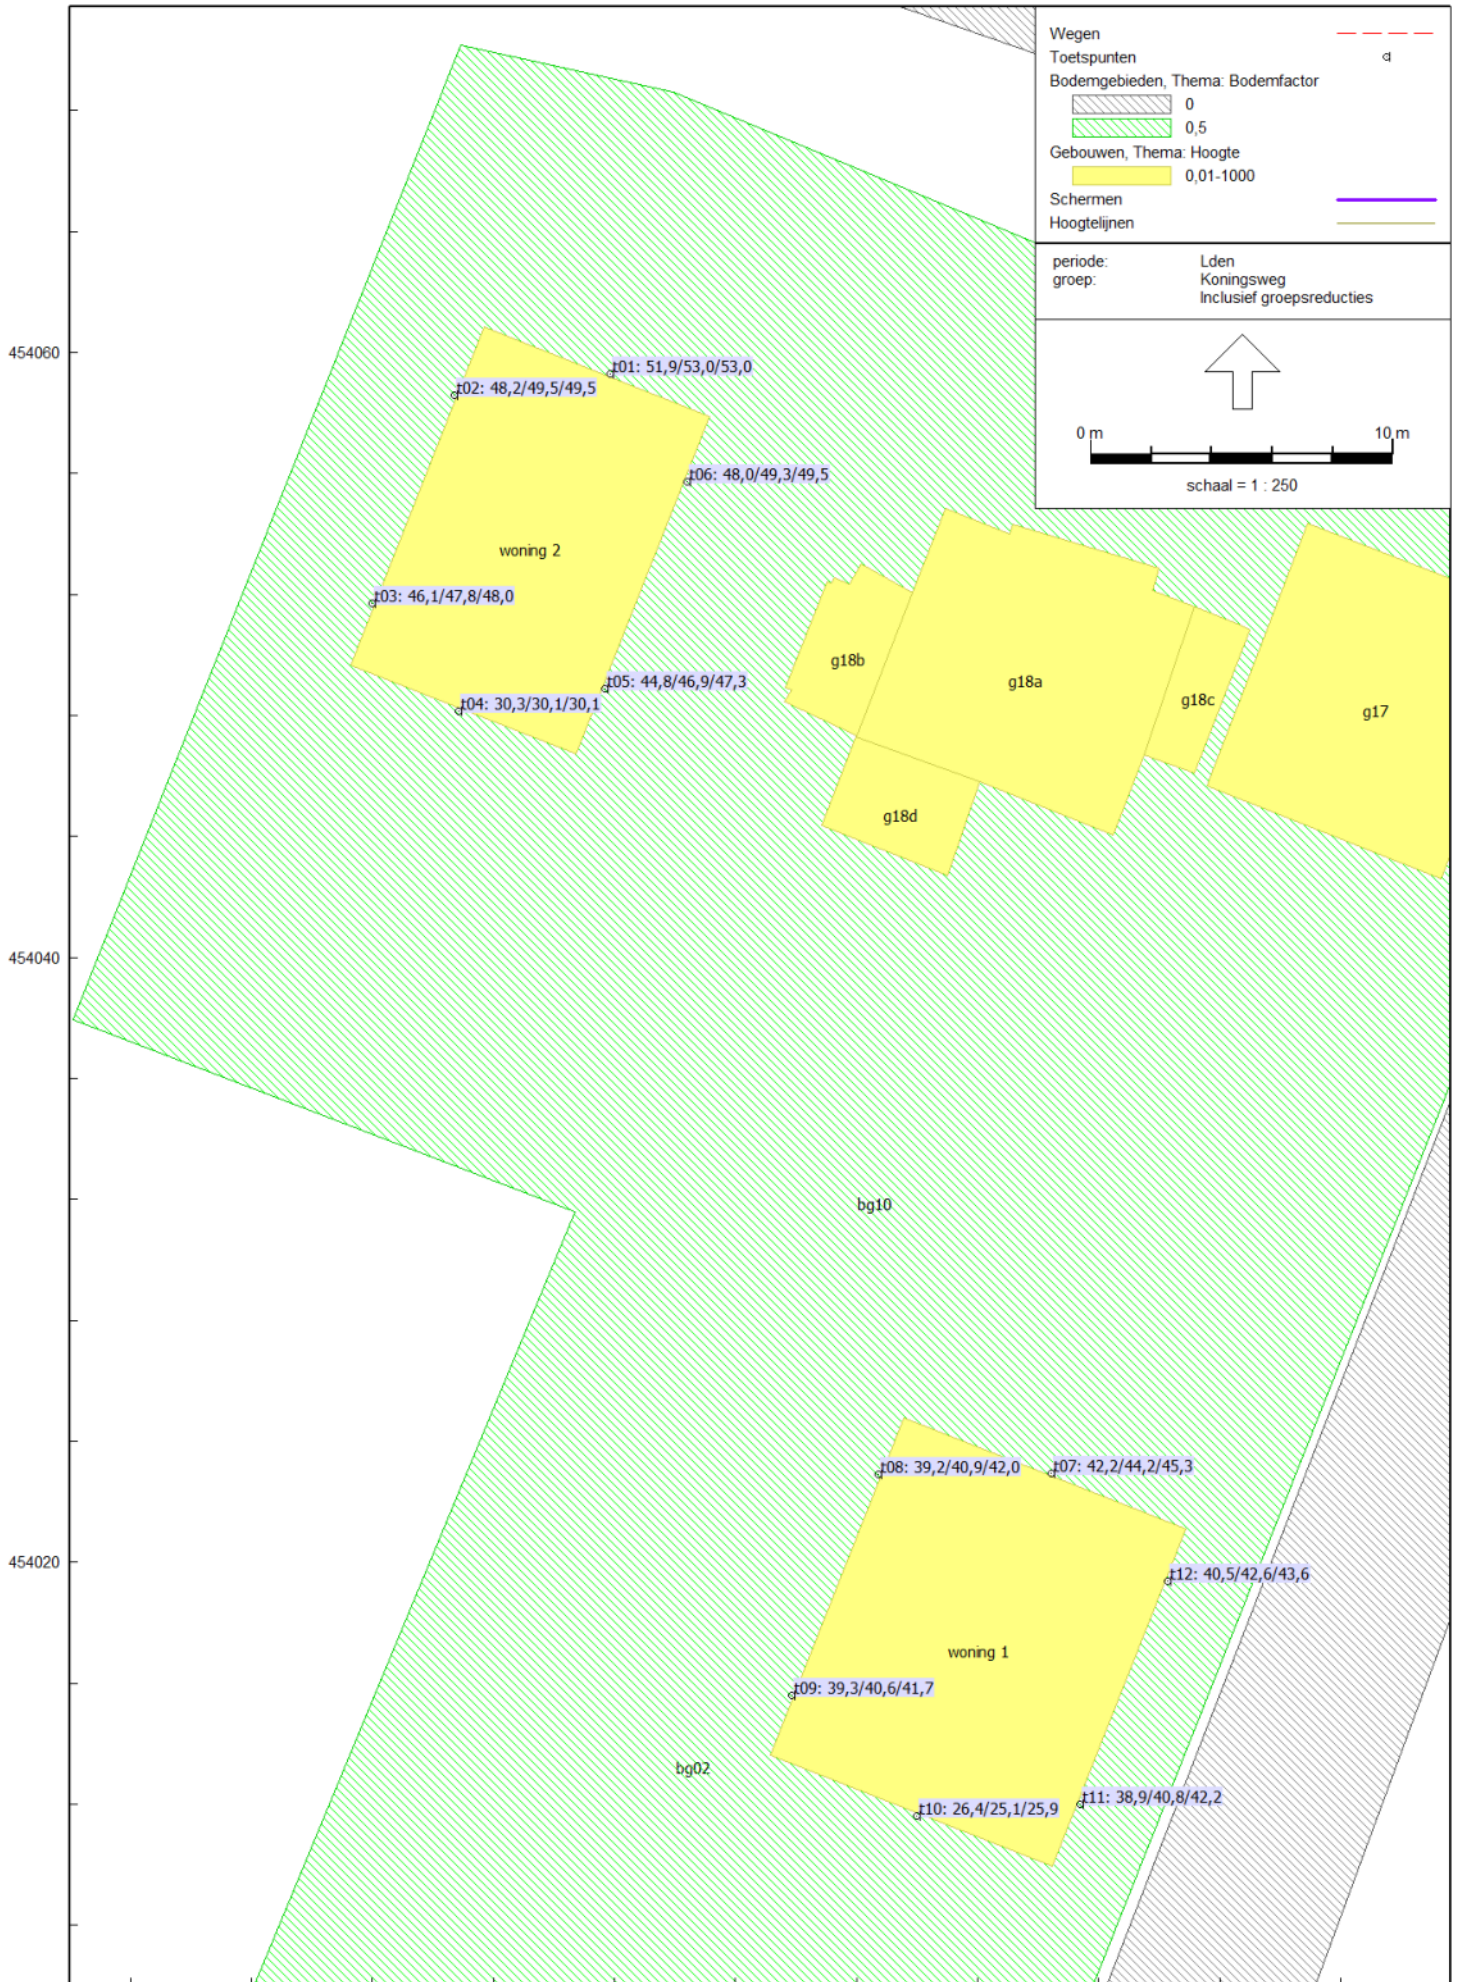 Wegen
Toetspunten
Bodemgebieden, Thema: Bodemfactor
0
0,5
Gebouwen, Thema: Hoogte
0,01-1000
Schermen
Hoogtelijnen
periode: Lden
groep: Koningsweg
Inclusief groepsreducties
0 m 10 m
schaal = 1 : 250
454060
t01: 51,9/53,0/53,0
t02: 48,2/49,5/49,5
t06: 48,0/49,3/49,5
woning 2
t03: 46,1/47,8/48,0
t05: 44,8/46,9/47,3
t04: 30,3/30,1/30,1
g18b
g18a
g18c
g17
g18d
454040
bg10
t08: 39,2/40,9/42,0
t07: 42,2/44,2/45,3
454020
t12: 40,5/42,6/43,6
woning 1
t09: 39,3/40,6/41,7
bg02
t11: 38,9/40,8/42,2
t10: 26,4/25,1/25,9